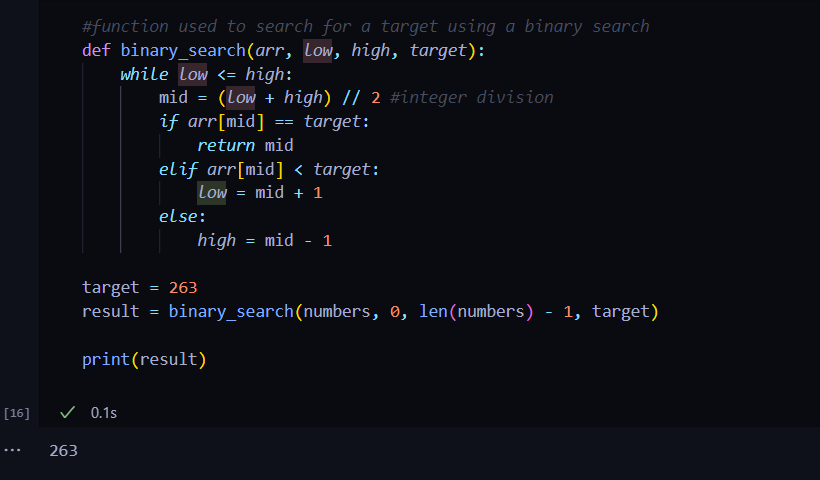 #function used to search for a target using a binary search
def binary_search(arr, low, high, target):
    while low <= high:
        mid = (low + high) // 2 #integer division
        if arr[mid] == target:
            return mid
        elif arr[mid] < target:
            low = mid + 1
        else:
            high = mid - 1
target = 263
result = binary_search(numbers, 0, len(numbers) - 1, target)
print(result)
[16] ✓ 0.1s
... 263